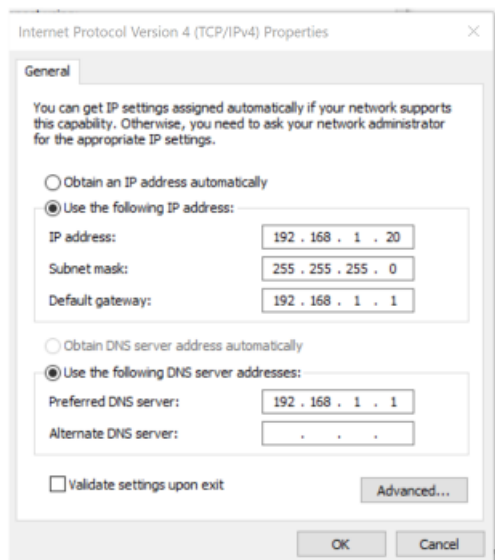 Internet Protocol Version 4 (TCP/IPv4) Properties
General
You can get IP settings assigned automatically if your network supports
this capability. Otherwise, you need to ask your network administrator
for the appropriate IP settings.
Obtain an IP address automatically
Use the following IP address:
IP address: 192 . 168 . 1 . 20
Subnet mask: 255 . 255 . 255 . 0
Default gateway: 192 . 168 . 1 . 1
Obtain DNS server address automatically
Use the following DNS server addresses:
Preferred DNS server: 192 . 168 . 1 . 1
Alternate DNS server: . . .
Validate settings upon exit
Advanced...
OK Cancel